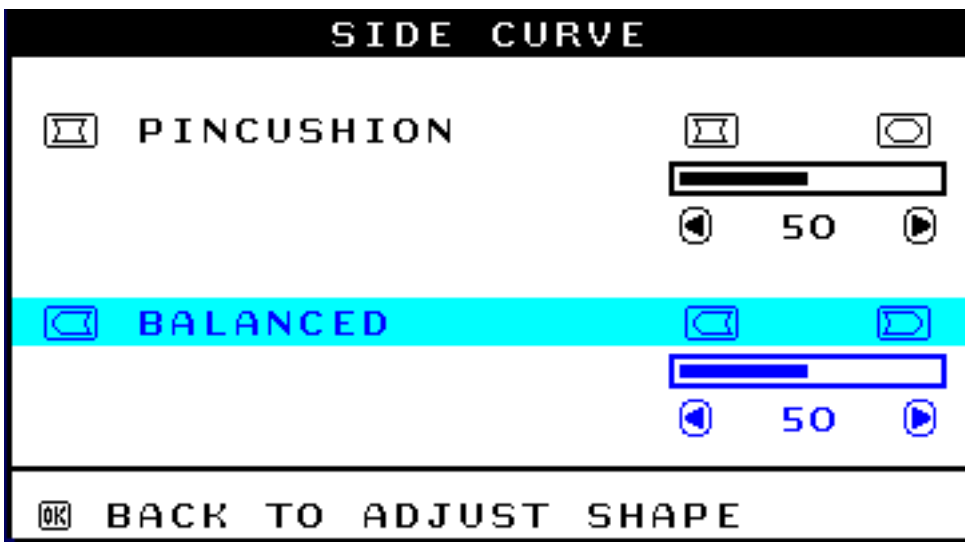 SIDE CURVE
PINCUSHION
50
BALANCED
50
OK BACK TO ADJUST SHAPE